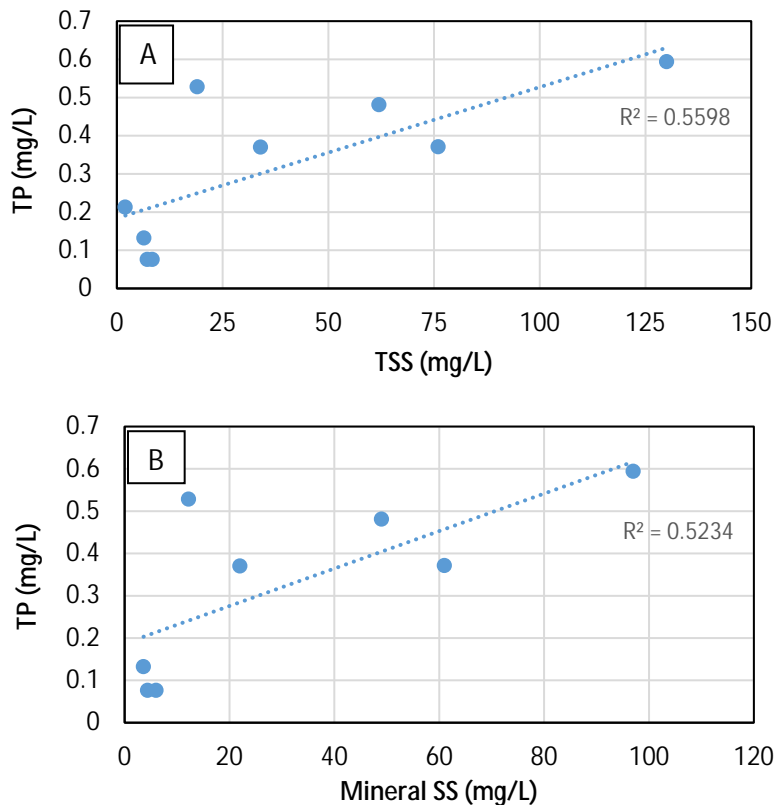 A
0.7
0.6
0.5
0.4
0.3
0.2
0.1
0
TP (mg/L)
R² = 0.5598
0 25 50 75 100 125 150
TSS (mg/L)
B
0.7
0.6
0.5
0.4
0.3
0.2
0.1
0
TP (mg/L)
R² = 0.5234
0 20 40 60 80 100 120
Mineral SS (mg/L)